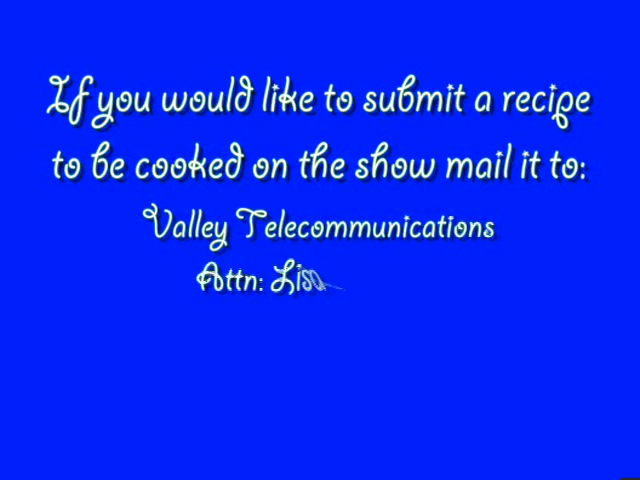 If you would like to submit a recipe
to be cooked on the show mail it to:
Valley Telecommunications
Attn: Lisa